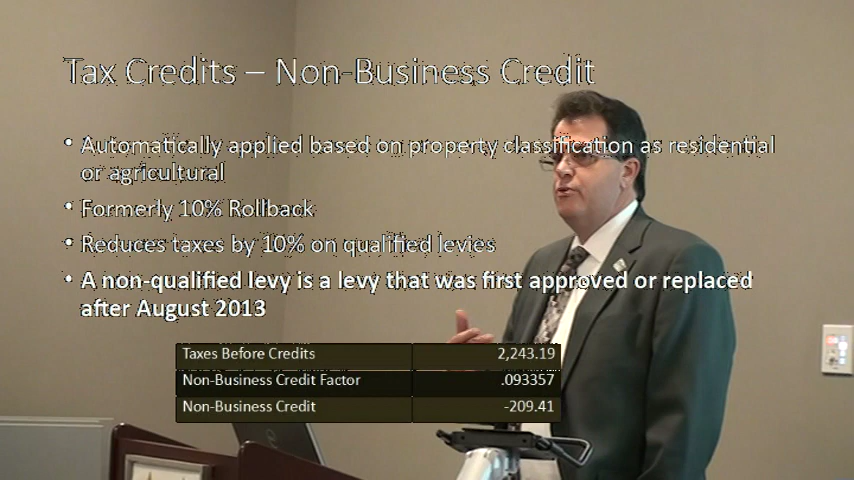 Tax Credits – Non-Business Credit
• Automatically applied based on property classification as residential
or agricultural
• Formerly 10% Rollback
• Reduces taxes by 10% on qualified levies
• A non-qualified levy is a levy that was first approved or replaced
after August 2013
Taxes Before Credits 2,243.19
Non-Business Credit Factor .093357
Non-Business Credit -209.41